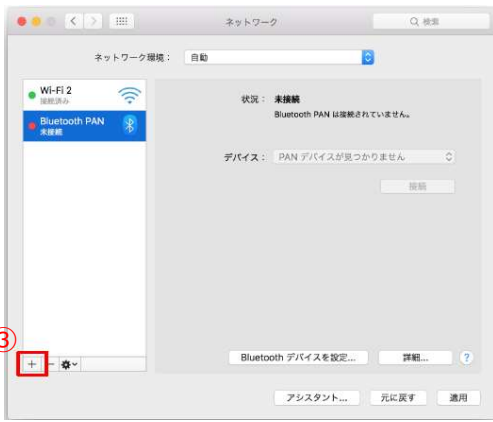 ネットワーク
検索
ネットワーク環境： 自動
Wi-Fi 2
接続済み
Bluetooth PAN
未接続
状況： 未接続
Bluetooth PAN は接続されていません。
デバイス： PAN デバイスが見つかりません
接続
③
+ −
Bluetooth デバイスを設定... 詳細... ?
アシスタント... 元に戻す 適用